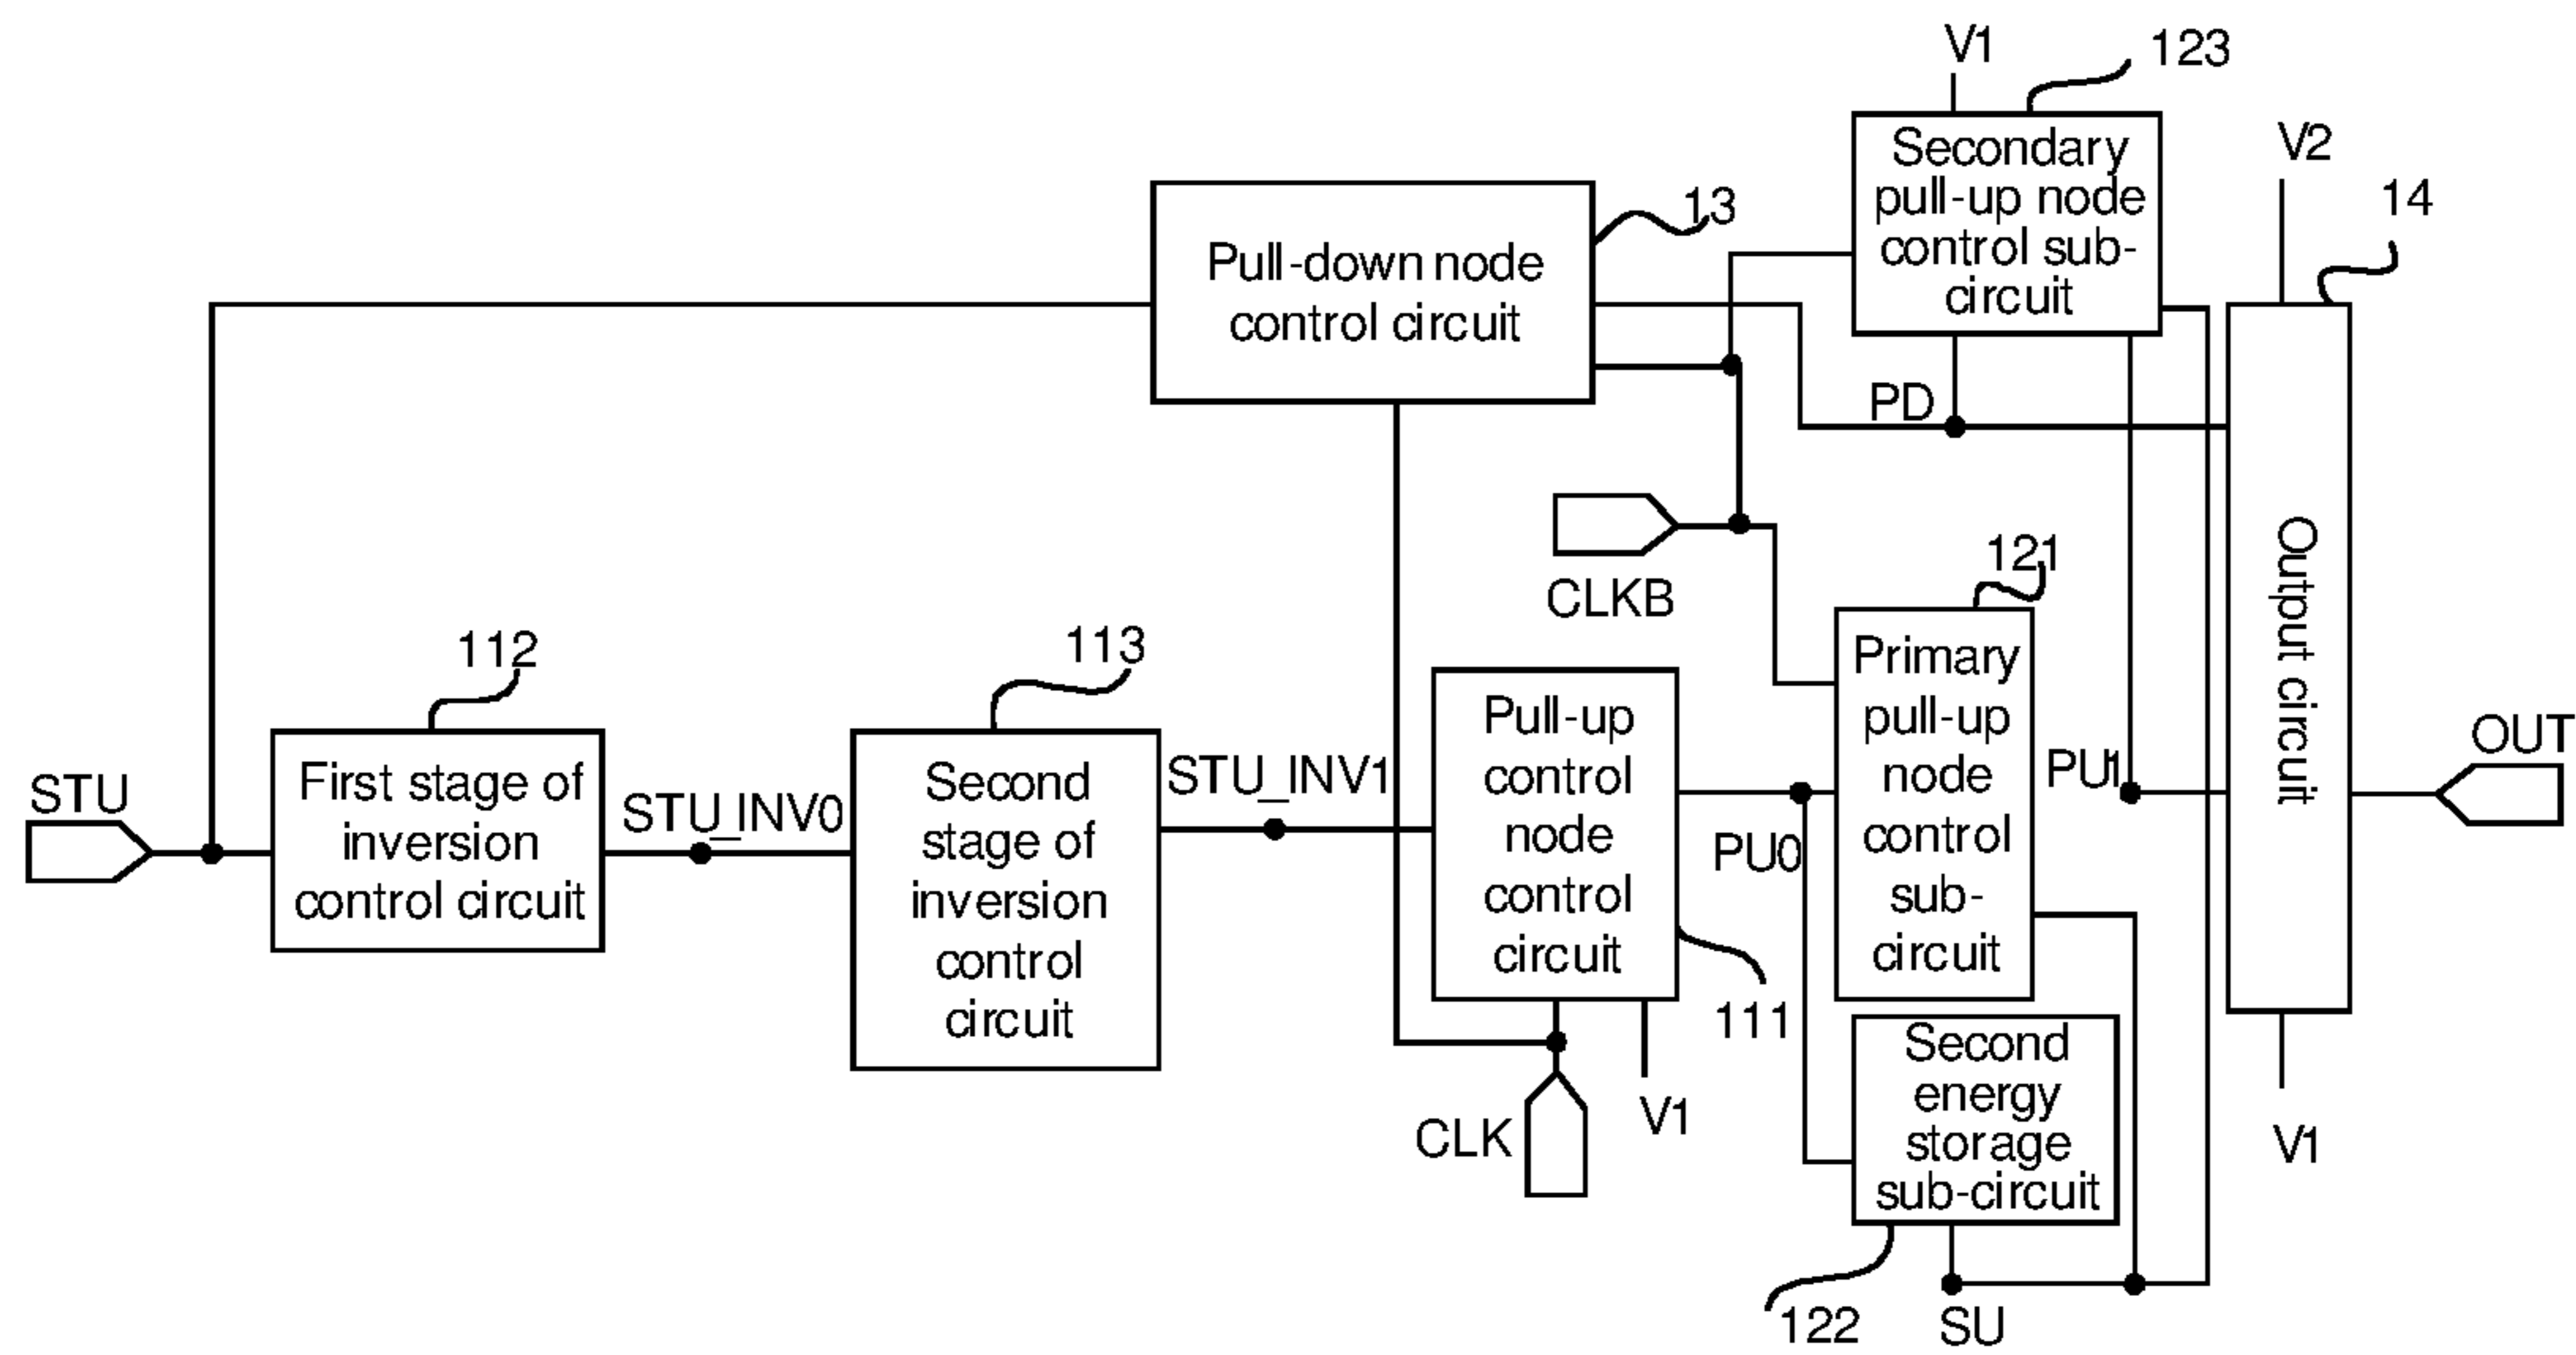 V1
123
Secondary
pull-up node
control sub-
circuit
V2
14
13
Pull-down node
control circuit
PD
CLKB
121
Output circuit
112
113
Primary
pull-up
node
control
sub-
circuit
Pull-up
control
node
control
circuit
PU1
OUT
STU
First stage of
inversion
control circuit
STU_INV0
Second
stage of
inversion
control
circuit
STU_INV1
PU0
111
Second
energy
storage
sub-circuit
CLK
V1
V1
122
SU